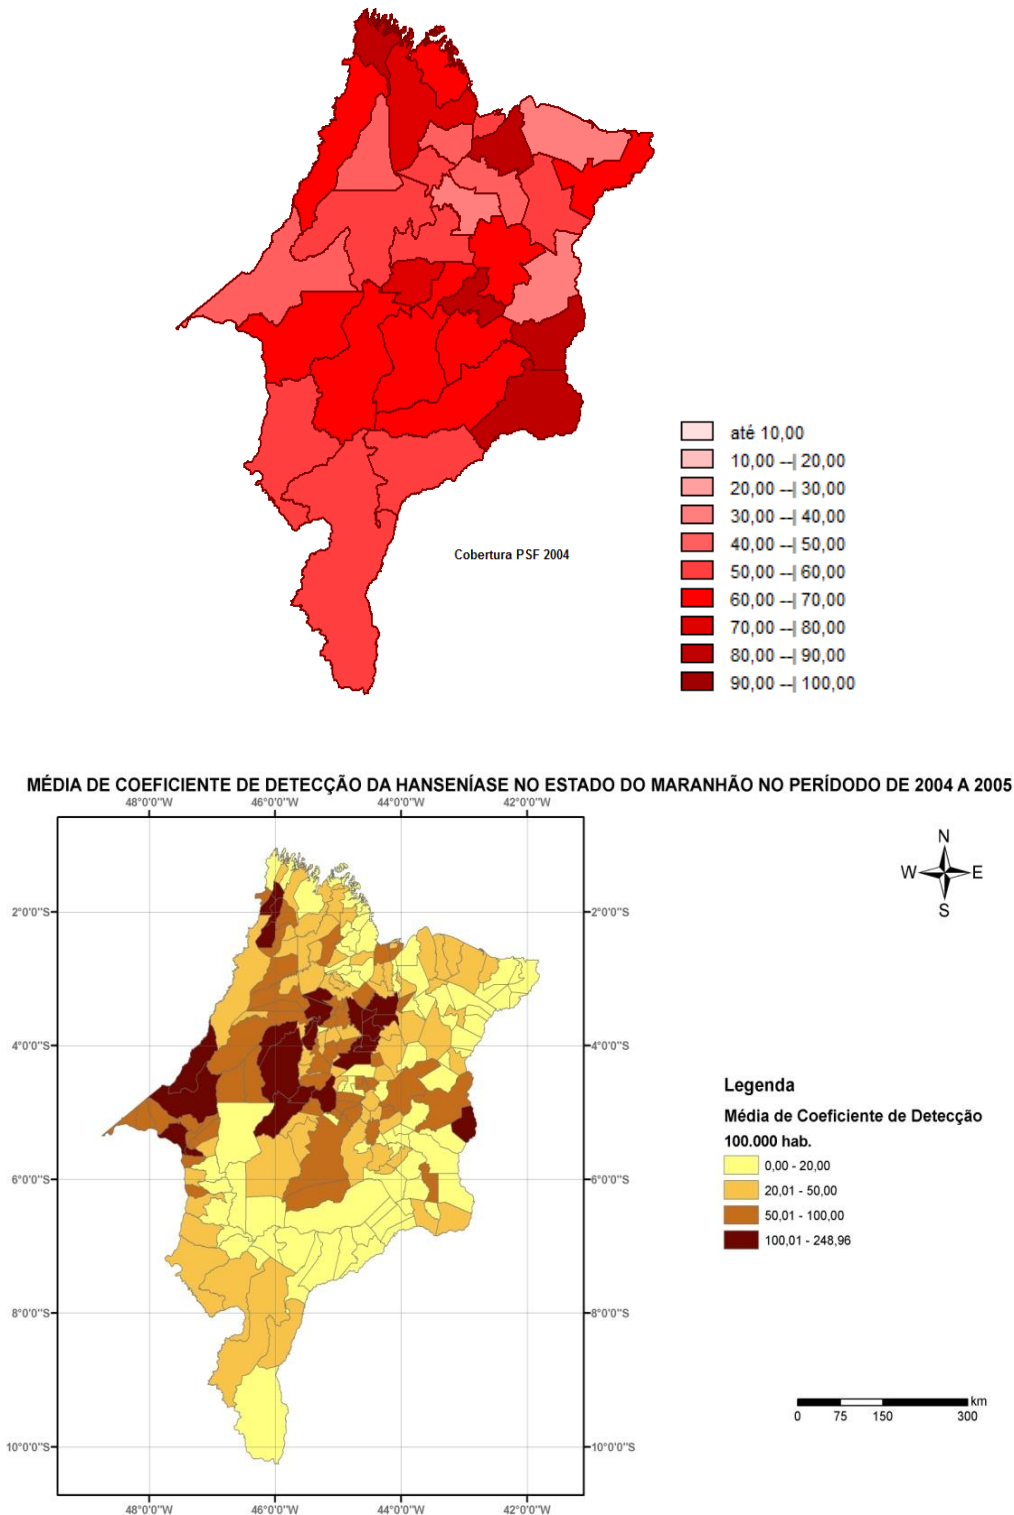 até 10,00
10,00 --| 20,00
20,00 --| 30,00
30,00 --| 40,00
40,00 --| 50,00
50,00 --| 60,00
60,00 --| 70,00
70,00 --| 80,00
80,00 --| 90,00
90,00 --| 100,00
Cobertura PSF 2004
MÉDIA DE COEFICIENTE DE DETECÇÃO DA HANSENÍASE NO ESTADO DO MARANHÃO NO PERÍDODO DE 2004 A 2005
48°0'0"W 46°0'0"W 44°0'0"W 42°0'0"W
N
W E
S
2°0'0"S 2°0'0"S
4°0'0"S 4°0'0"S
Legenda
Média de Coeficiente de Detecção
100.000 hab.
0,00 - 20,00
20,01 - 50,00
50,01 - 100,00
100,01 - 248,96
6°0'0"S 6°0'0"S
8°0'0"S 8°0'0"S
km
0 75 150 300
10°0'0"S 10°0'0"S
48°0'0"W 46°0'0"W 44°0'0"W 42°0'0"W